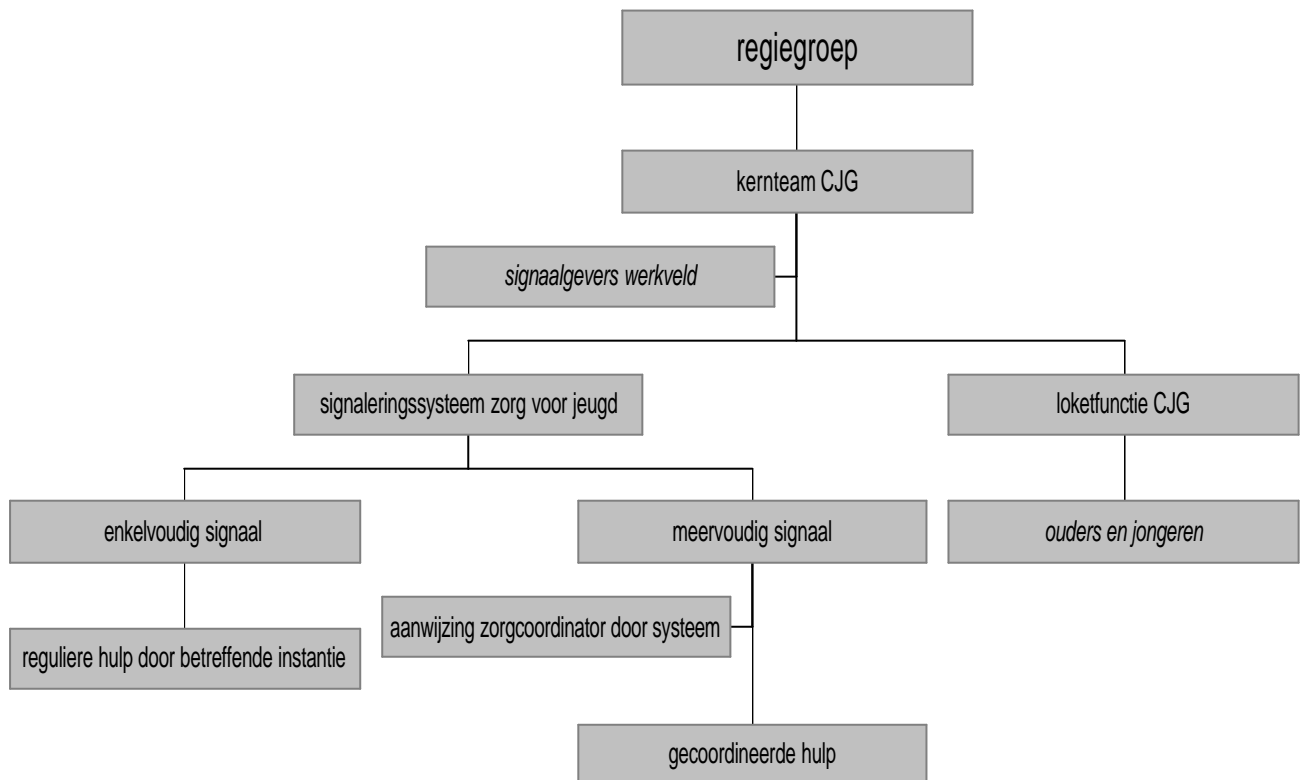 regiegroep
kernteam CJG
signaalgevers werkveld
signaleringssysteem zorg voor jeugd
loketfunctie CJG
enkelvoudig signaal
meervoudig signaal
ouders en jongeren
aanwijzing zorgcoordinator door systeem
reguliere hulp door betreffende instantie
gecoordineerde hulp